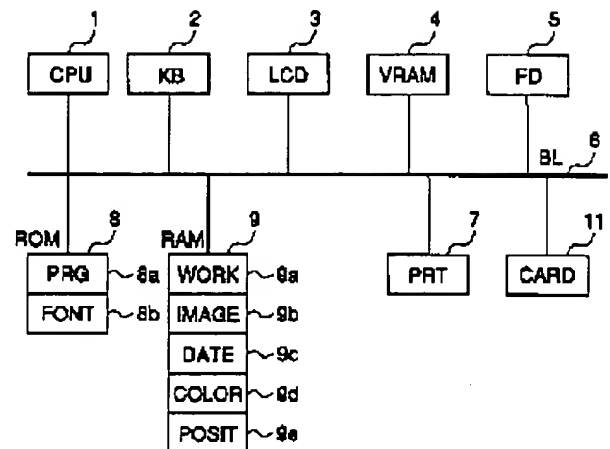 1 2 3 4 5
CPU KB LCD VRAM FD
BL 6
ROM 8 RAM 9 7 11
PRG 8a WORK 9a PRT CARD
FONT 8b IMAGE 9b
DATE 9c
COLOR 9d
POSIT 9e